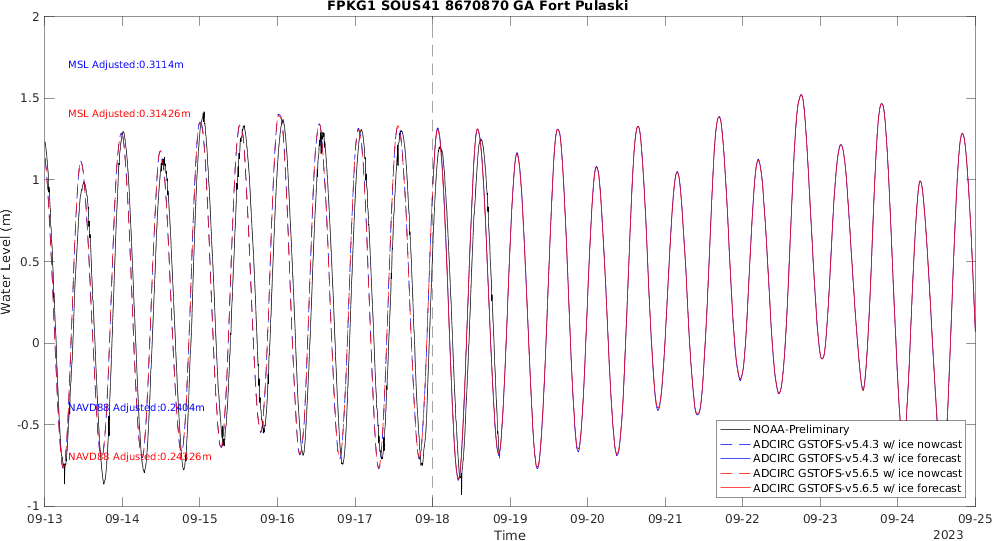 FPKG1 SOUS41 8670870 GA Fort Pulaski
2
1.5
1
0.5
0
-0.5
-1
Water Level (m)
MSL Adjusted:0.3114m
MSL Adjusted:0.31426m
NAVD88 Adjusted:0.2404m
NAVD88 Adjusted:0.24326m
NOAA-Preliminary
ADCIRC GSTOFS-v5.4.3 w/ ice nowcast
ADCIRC GSTOFS-v5.4.3 w/ ice forecast
ADCIRC GSTOFS-v5.6.5 w/ ice nowcast
ADCIRC GSTOFS-v5.6.5 w/ ice forecast
09-13 09-14 09-15 09-16 09-17 09-18 09-19 09-20 09-21 09-22 09-23 09-24 09-25
Time
2023